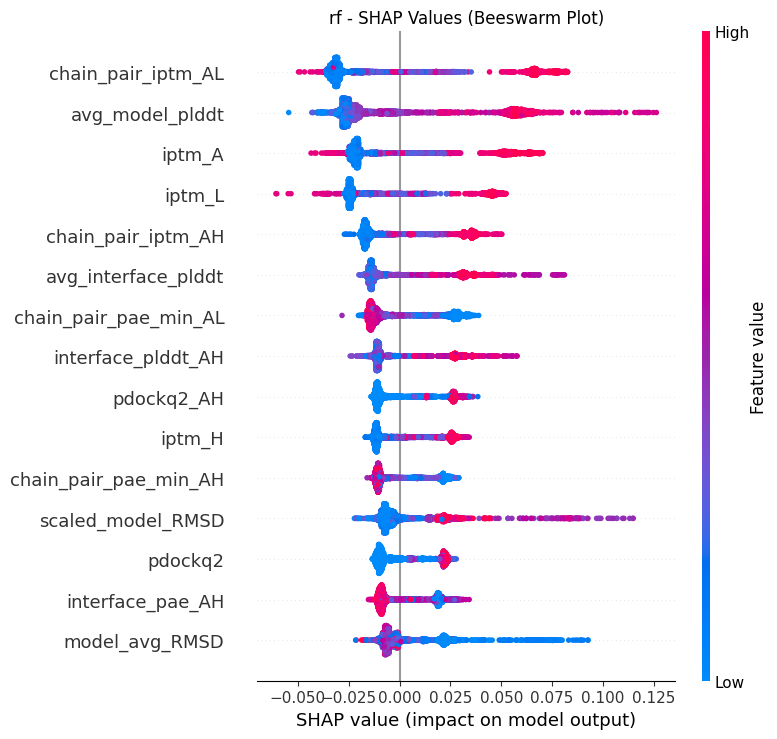 rf - SHAP Values (Beeswarm Plot)
High
chain_pair_iptm_AL
avg_model_plddt
iptm_A
iptm_L
chain_pair_iptm_AH
avg_interface_plddt
chain_pair_pae_min_AL
interface_plddt_AH
pdockq2_AH
iptm_H
chain_pair_pae_min_AH
scaled_model_RMSD
pdockq2
interface_pae_AH
model_avg_RMSD
Feature value
Low
−0.050 −0.025 0.000 0.025 0.050 0.075 0.100 0.125
SHAP value (impact on model output)